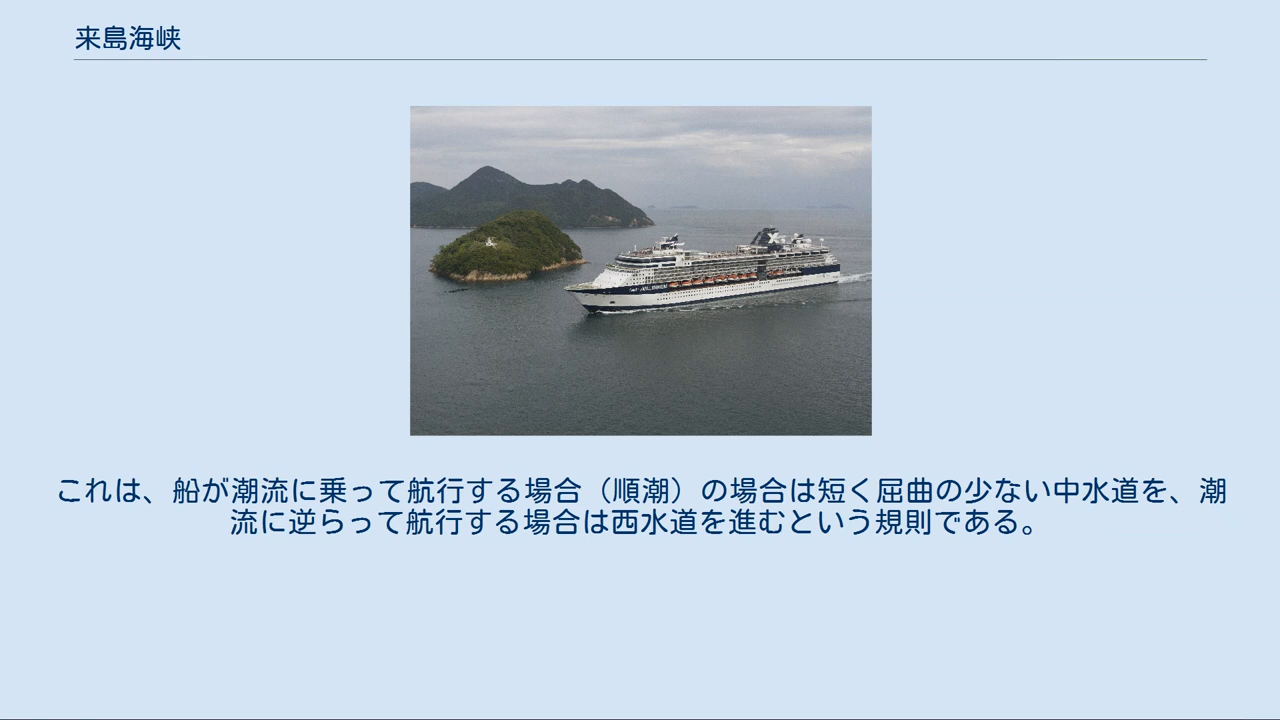 来島海峡
これは、船が潮流に乗って航行する場合（順潮）の場合は短く屈曲の少ない中水道を、潮
流に逆らって航行する場合は西水道を進むという規則である。